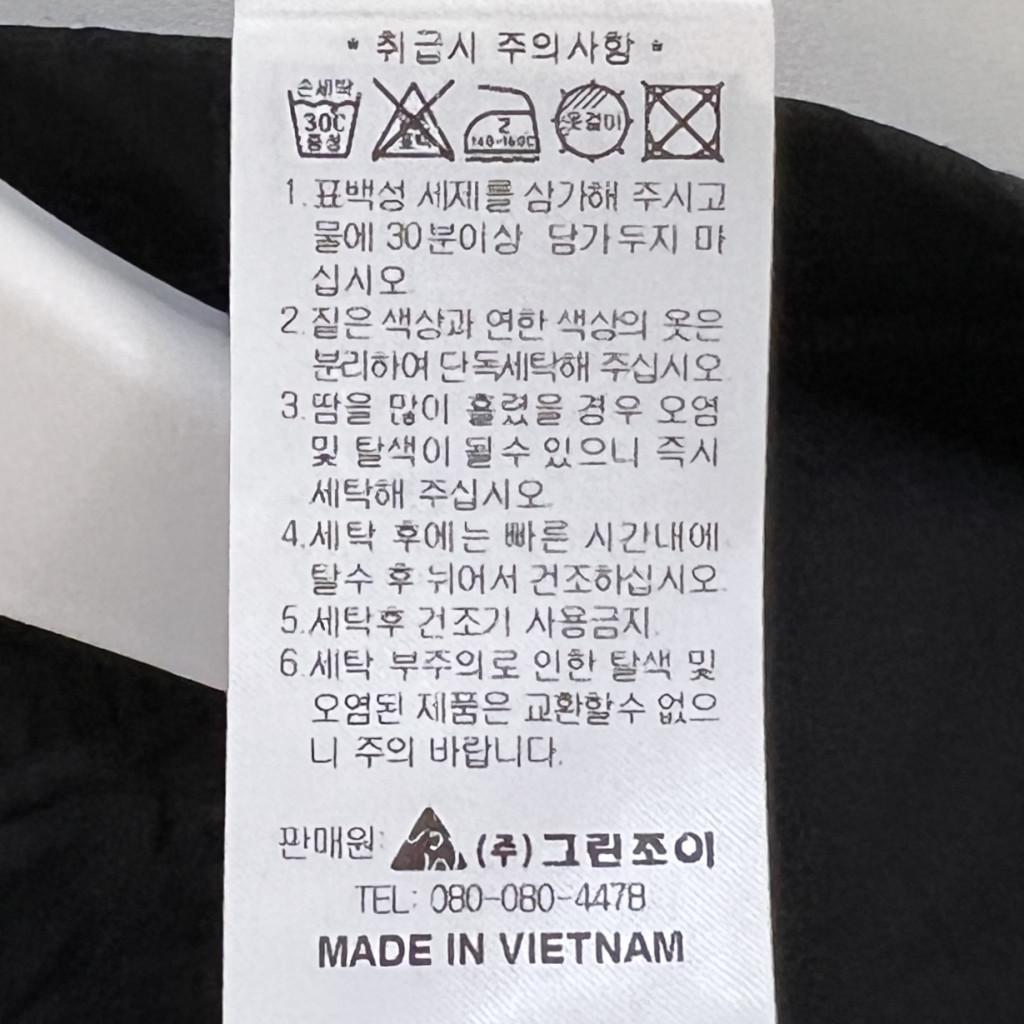 * 취급시 주의사항 *
손세탁
30℃
중성
표백
2
140~160℃
옷걸이
1. 표백성 세제를 삼가해 주시고
물에 30분이상 담가두지 마
십시오
2. 짙은 색상과 연한 색상의 옷은
분리하여 단독세탁해 주십시오
3. 땀을 많이 흘렸을 경우 오염
및 탈색이 될수 있으니 즉시
세탁해 주십시오
4. 세탁 후에는 빠른 시간내에
탈수 후 뉘어서 건조하십시오.
5. 세탁후 건조기 사용금지.
6. 세탁 부주의로 인한 탈색 및
오염된 제품은 교환할수 없으
니 주의 바랍니다.
판매원: (주)그린조이
TEL: 080-080-4478
MADE IN VIETNAM